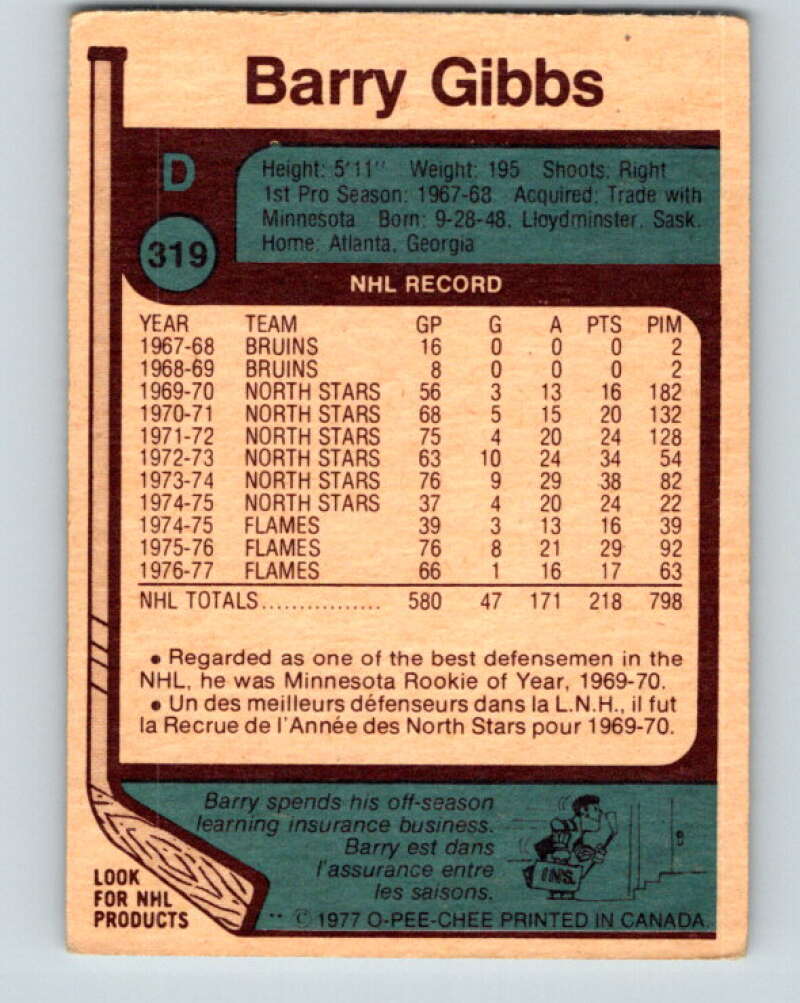 Barry Gibbs
D
Height: 5'11" Weight: 195 Shoots: Right
1st Pro Season: 1967-68 Acquired: Trade with
Minnesota Born: 9-28-48, Lloydminster, Sask.
Home: Atlanta, Georgia
319
NHL RECORD
YEAR TEAM GP G A PTS PIM
1967-68 BRUINS 16 0 0 0 2
1968-69 BRUINS 8 0 0 0 2
1969-70 NORTH STARS 56 3 13 16 182
1970-71 NORTH STARS 68 5 15 20 132
1971-72 NORTH STARS 75 4 20 24 128
1972-73 NORTH STARS 63 10 24 34 54
1973-74 NORTH STARS 76 9 29 38 82
1974-75 NORTH STARS 37 4 20 24 22
1974-75 FLAMES 39 3 13 16 39
1975-76 FLAMES 76 8 21 29 92
1976-77 FLAMES 66 1 16 17 63
NHL TOTALS................ 580 47 171 218 798
• Regarded as one of the best defensemen in the
NHL, he was Minnesota Rookie of Year, 1969-70.
• Un des meilleurs défenseurs dans la L.N.H., il fut
la Recrue de l'Année des North Stars pour 1969-70.
Barry spends his off-season
learning insurance business.
Barry est dans
l'assurance entre
les saisons.
INS.
LOOK
FOR NHL
PRODUCTS
** © 1977 O-PEE-CHEE PRINTED IN CANADA.